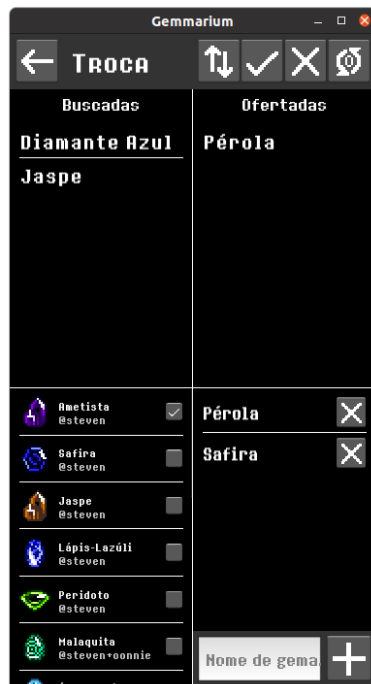 Gemmarium
Troca
Buscadas
Ofertadas
Diamante Azul
Jaspe
Pérola
Ametista
@steven
Safira
@steven
Jaspe
@steven
Lápis-Lazúli
@steven
Peridoto
@steven
Malaquita
@steven+connie
Pérola
Safira
Nome de gema.